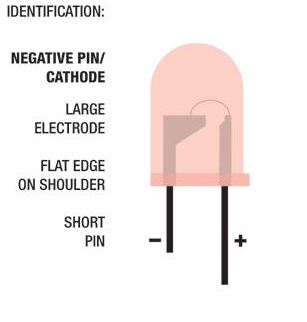 IDENTIFICATION:
NEGATIVE PIN/
CATHODE
LARGE
ELECTRODE
FLAT EDGE
ON SHOULDER
SHORT
PIN
– +